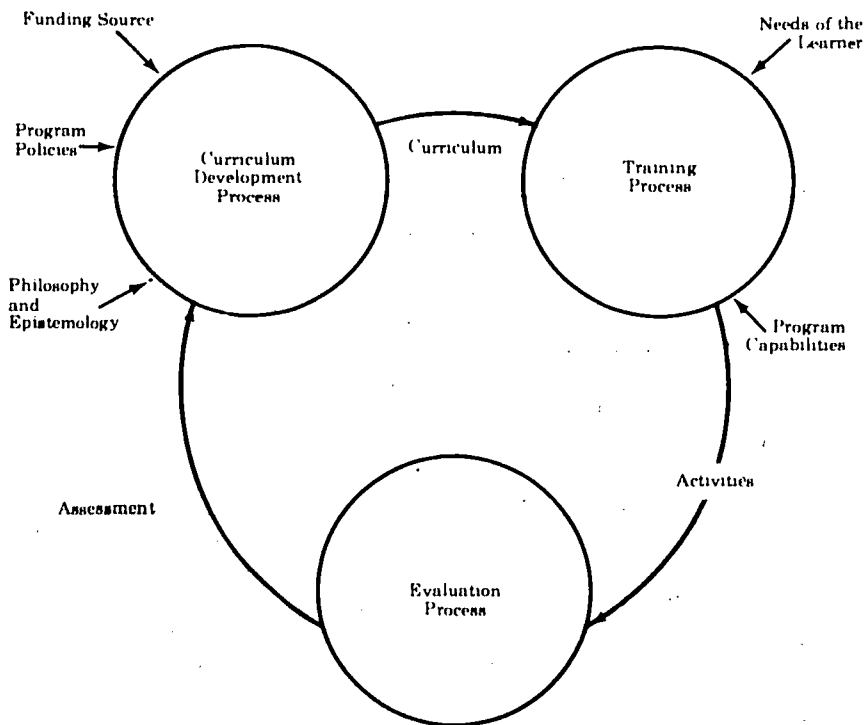 Funding Source
Needs of the
Learner
Program
Policies
Curriculum
Development
Process
Curriculum
Training
Process
Philosophy
and
Epistemology
Program
Capabilities
Activities
Assessment
Evaluation
Process